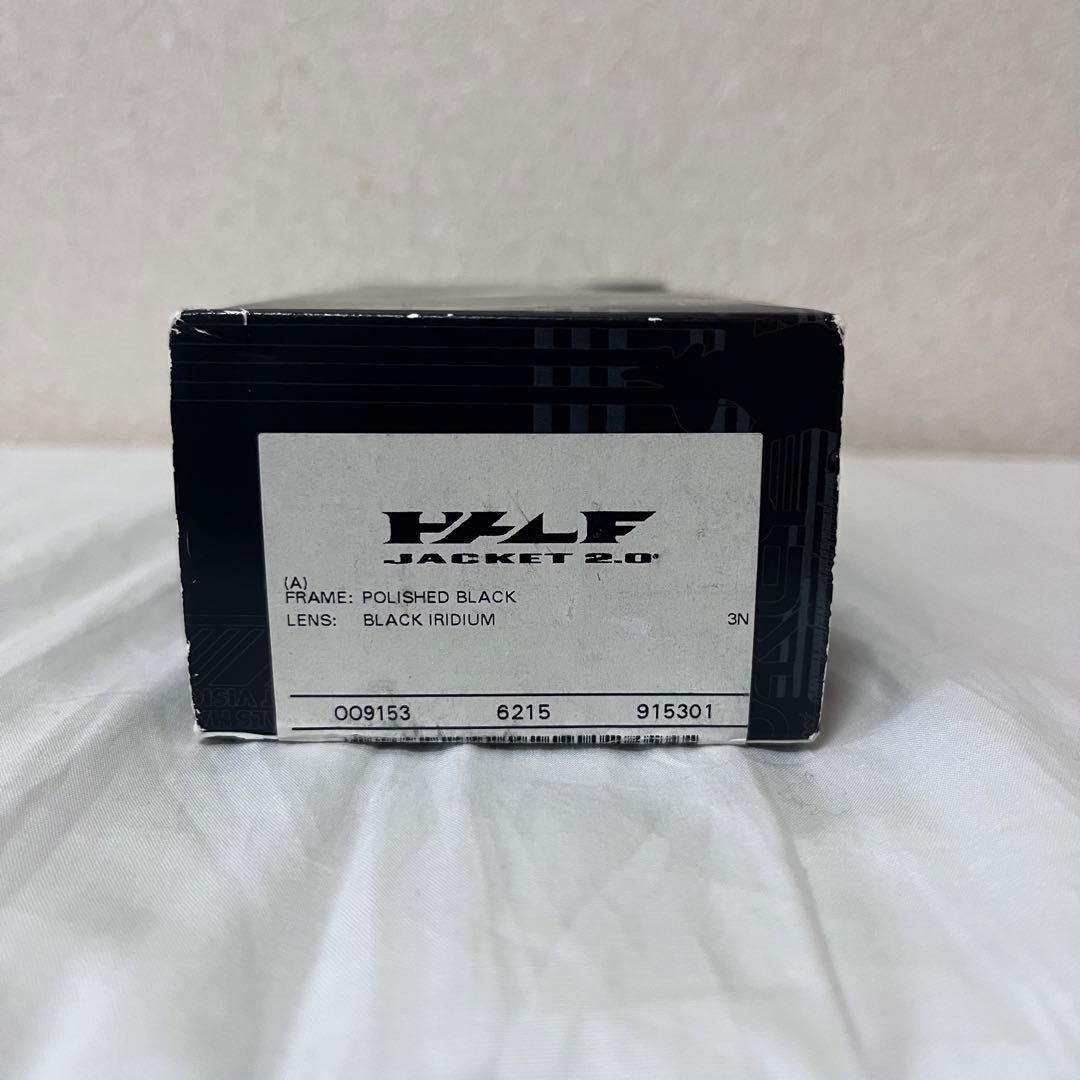 HALF
JACKET 2.0
(A)
FRAME: POLISHED BLACK
LENS: BLACK IRIDIUM 3N
OO9153 6215 915301